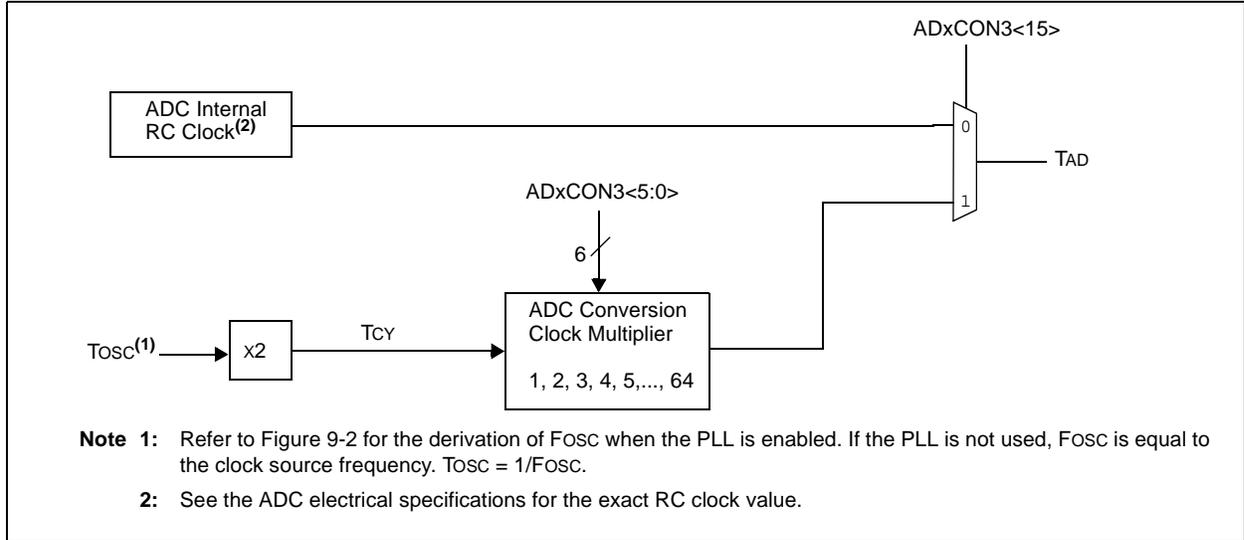 ADxCON3<15>
ADC Internal
RC Clock(2)
0
TAD
ADxCON3<5:0>
1
6
ADC Conversion
Clock Multiplier
TOSC(1)
X2
TCY
1, 2, 3, 4, 5,..., 64
Note 1: Refer to Figure 9-2 for the derivation of FOSC when the PLL is enabled. If the PLL is not used, FOSC is equal to
the clock source frequency. TOSC = 1/FOSC.
2: See the ADC electrical specifications for the exact RC clock value.